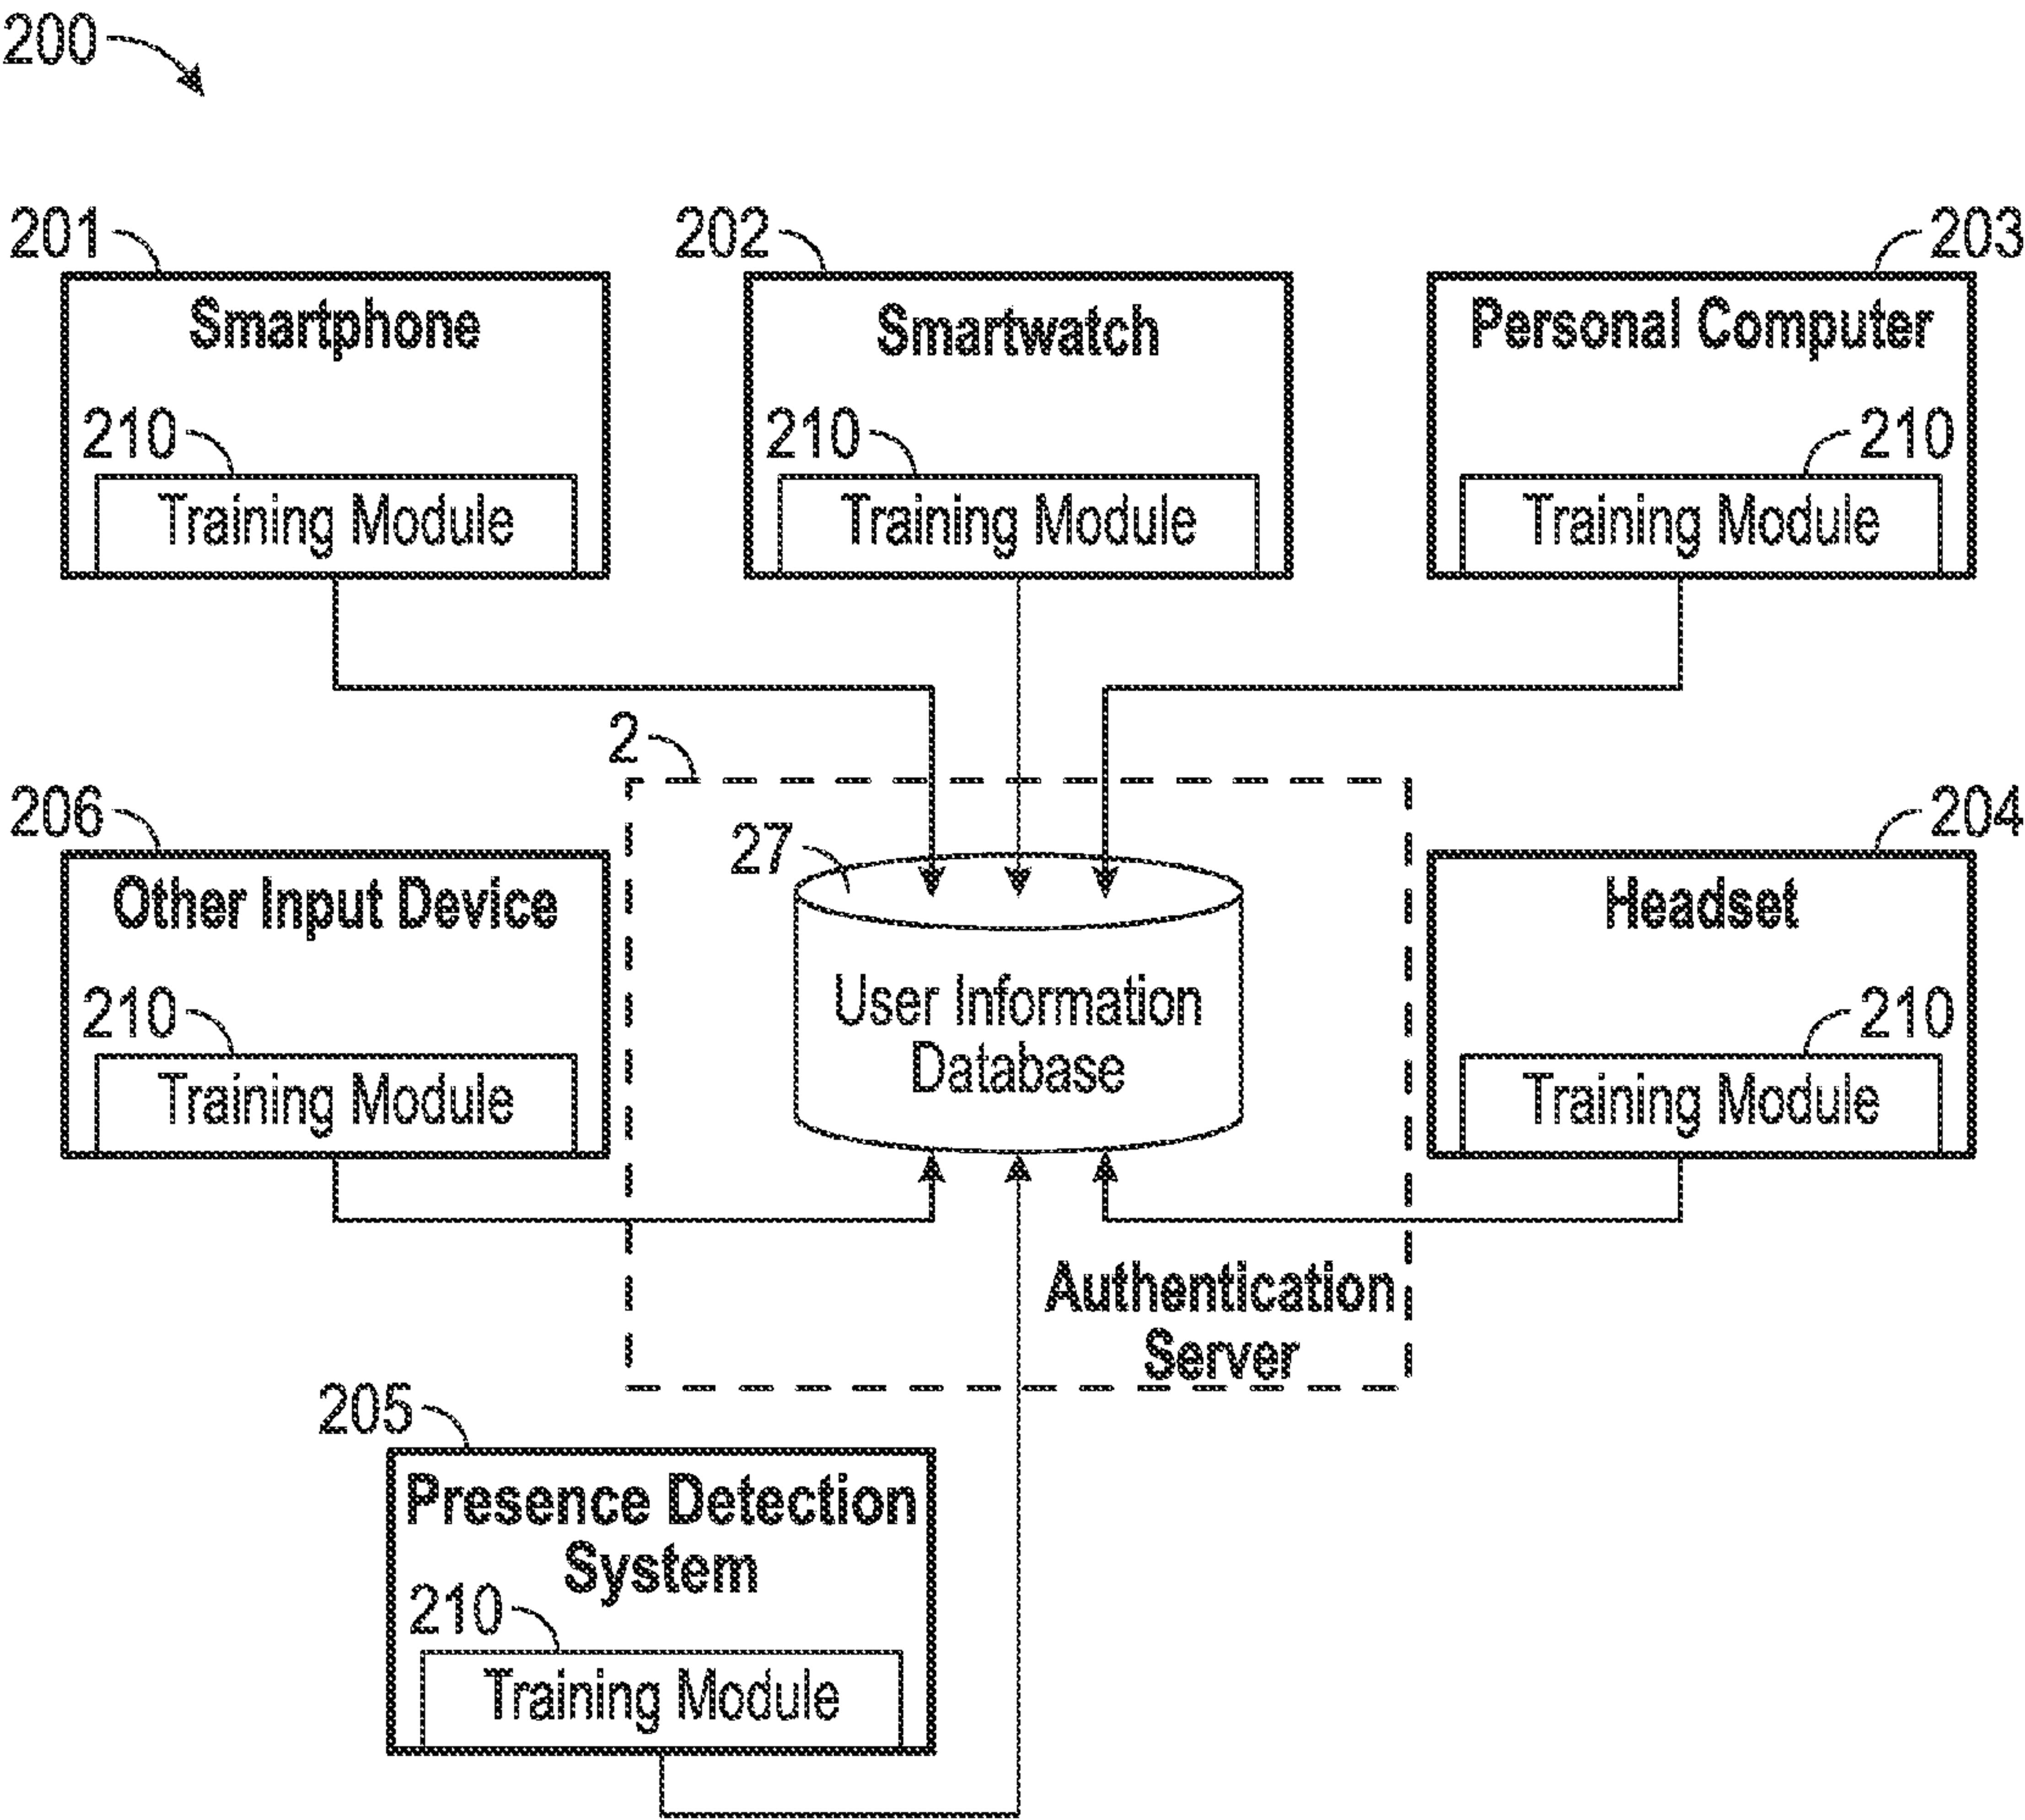 200
201
202
203
Smartphone
Smartwatch
Personal Computer
210
210
210
Training Module
Training Module
Training Module
2
206
27
204
Other Input Device
Headset
User Information
Database
210
210
Training Module
Training Module
Authentication
Server
205
Presence Detection
System
210
Training Module